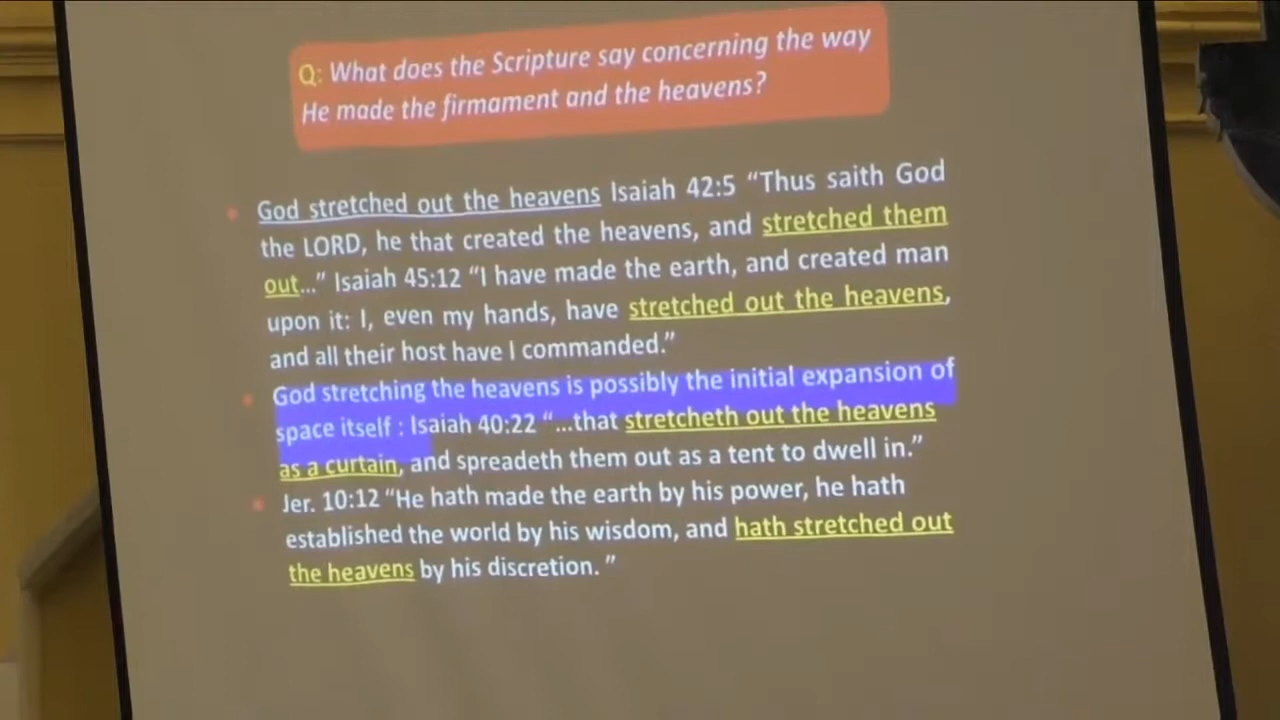 Q: What does the Scripture say concerning the way
He made the firmament and the heavens?
God stretched out the heavens Isaiah 42:5 “Thus saith God
the LORD, he that created the heavens, and stretched them
out…” Isaiah 45:12 “I have made the earth, and created man
upon it: I, even my hands, have stretched out the heavens,
and all their host have I commanded.”
God stretching the heavens is possibly the initial expansion of
space itself : Isaiah 40:22 “…that stretcheth out the heavens
as a curtain, and spreadeth them out as a tent to dwell in.”
Jer. 10:12 “He hath made the earth by his power, he hath
established the world by his wisdom, and hath stretched out
the heavens by his discretion. ”